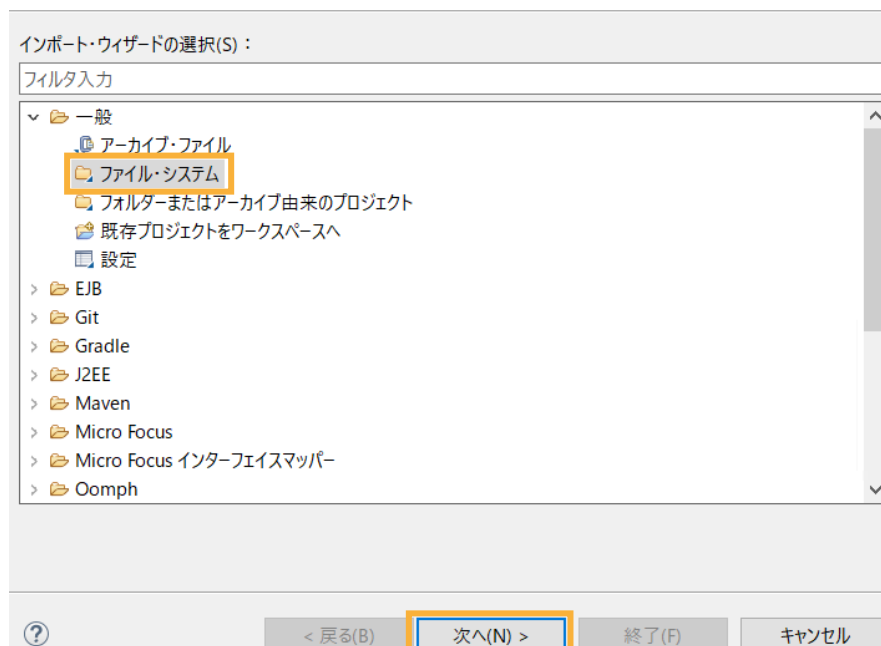 インポート・ウィザードの選択(S)：
フィルタ入力
一般
アーカイブ・ファイル
ファイル・システム
フォルダーまたはアーカイブ由来のプロジェクト
既存プロジェクトをワークスペースへ
設定
EJB
Git
Gradle
J2EE
Maven
Micro Focus
Micro Focus インターフェイスマッパー
Oomph
< 戻る(B) 次へ(N) > 終了(F) キャンセル